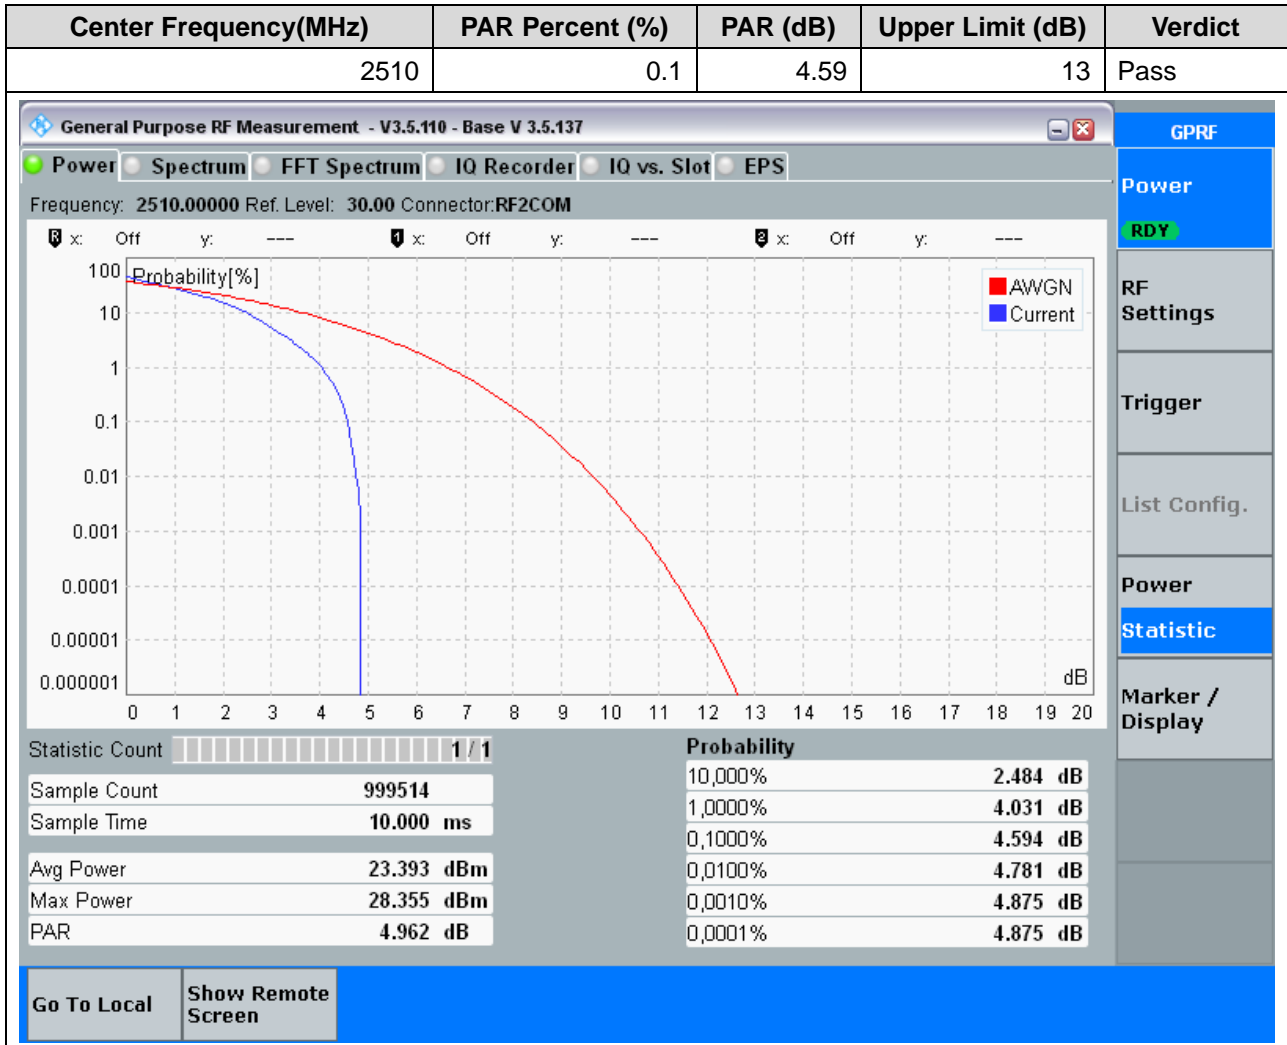 Center Frequency(MHz) PAR Percent (%) PAR (dB) Upper Limit (dB) Verdict
2510 0.1 4.59 13 Pass
General Purpose RF Measurement - V3.5.110 - Base V 3.5.137
GPRF
Power Spectrum FFT Spectrum IQ Recorder IQ vs. Slot EPS
Frequency: 2510.00000 Ref. Level: 30.00 Connector:RF2COM
R x: Off y: --- 1 x: Off y: --- 2 x: Off y: ---
Probability[%]
100
10
1
0.1
0.01
0.001
0.0001
0.00001
0.000001
AWGN
Current
dB
0 1 2 3 4 5 6 7 8 9 10 11 12 13 14 15 16 17 18 19 20
Statistic Count 1 / 1
Sample Count 999514
Sample Time 10.000 ms
Avg Power 23.393 dBm
Max Power 28.355 dBm
PAR 4.962 dB
Probability
10,000% 2.484 dB
1,0000% 4.031 dB
0,1000% 4.594 dB
0,0100% 4.781 dB
0,0010% 4.875 dB
0,0001% 4.875 dB
Power
RDY
RF
Settings
Trigger
List Config.
Power
Statistic
Marker /
Display
Go To Local
Show Remote
Screen